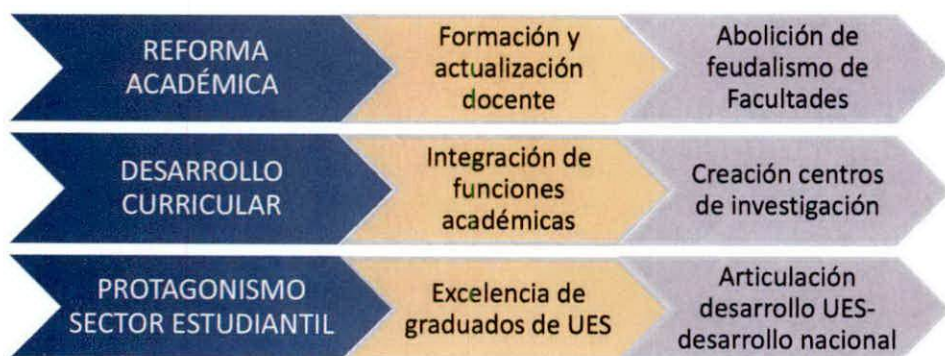 REFORMA
ACADÉMICA
Formación y
actualización
docente
Abolición de
feudalismo de
Facultades
DESARROLLO
CURRICULAR
Integración de
funciones
académicas
Creación centros
de investigación
PROTAGONISMO
SECTOR ESTUDIANTIL
Excelencia de
graduados de UES
Articulación
desarrollo UES-
desarrollo nacional